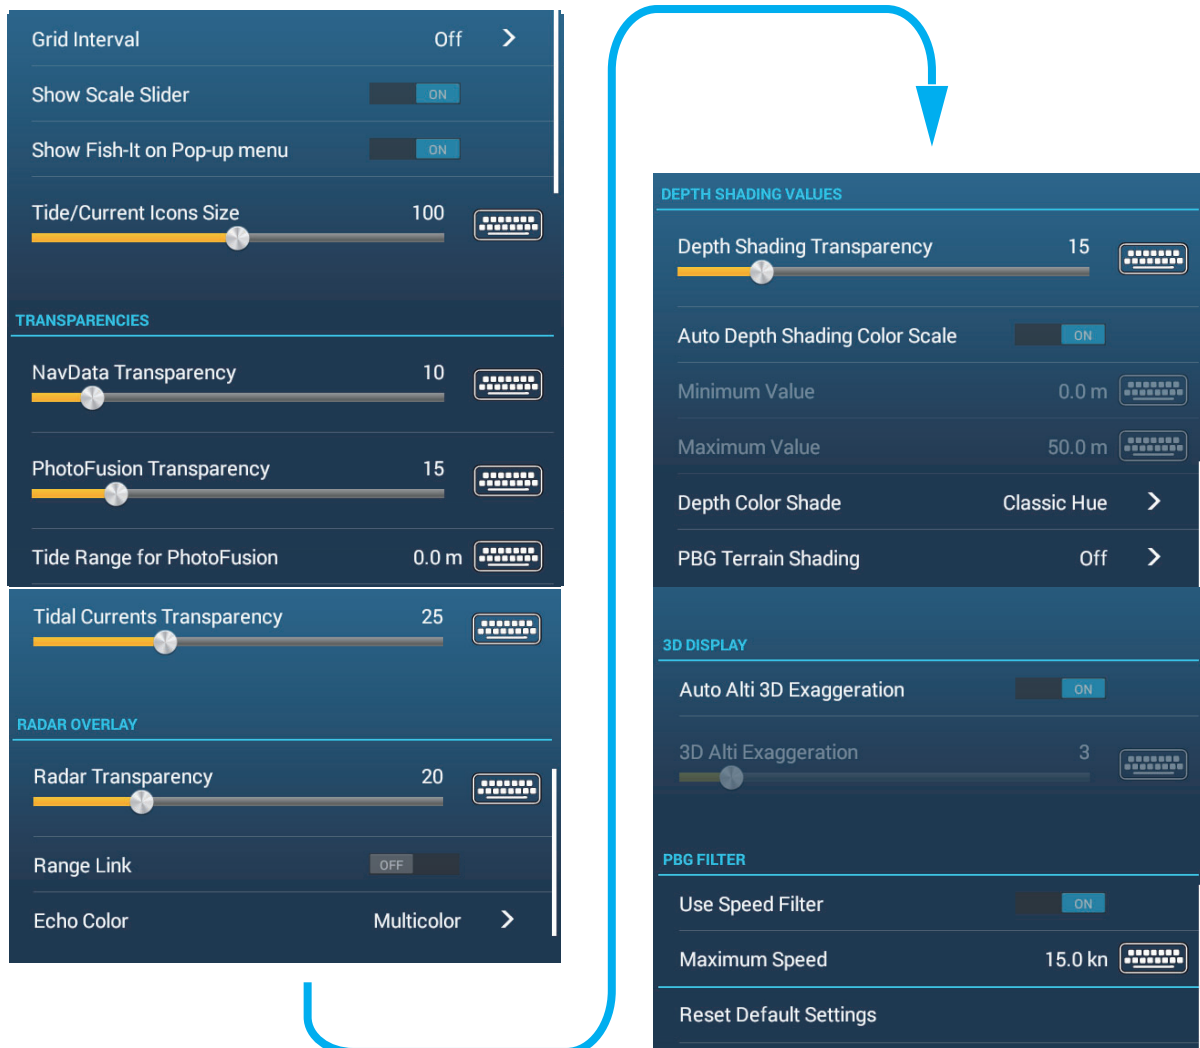 Grid Interval Off
Show Scale Slider ON
Show Fish-It on Pop-up menu ON
Tide/Current Icons Size 100
TRANSPARENCIES
NavData Transparency 10
PhotoFusion Transparency 15
Tide Range for PhotoFusion 0.0 m
Tidal Currents Transparency 25
RADAR OVERLAY
Radar Transparency 20
Range Link OFF
Echo Color Multicolor
DEPTH SHADING VALUES
Depth Shading Transparency 15
Auto Depth Shading Color Scale ON
Minimum Value 0.0 m
Maximum Value 50.0 m
Depth Color Shade Classic Hue
PBG Terrain Shading Off
3D DISPLAY
Auto Alti 3D Exaggeration ON
3D Alti Exaggeration 3
PBG FILTER
Use Speed Filter ON
Maximum Speed 15.0 kn
Reset Default Settings